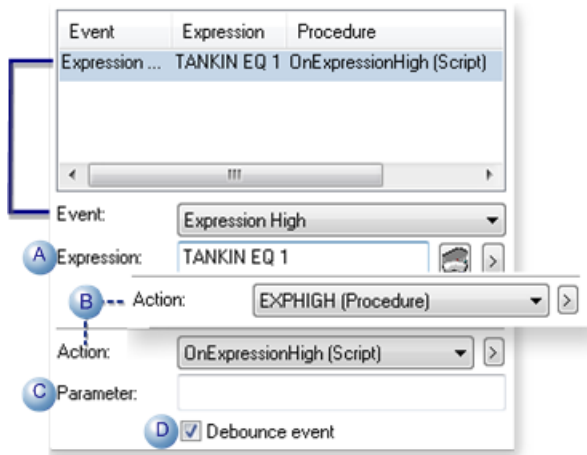 Event Expression Procedure
Expression ... TANKIN EQ 1 OnExpressionHigh (Script)
Event: Expression High
A Expression: TANKIN EQ 1
B Action: EXPHIGH (Procedure)
Action: OnExpressionHigh (Script)
C Parameter:
D Debounce event